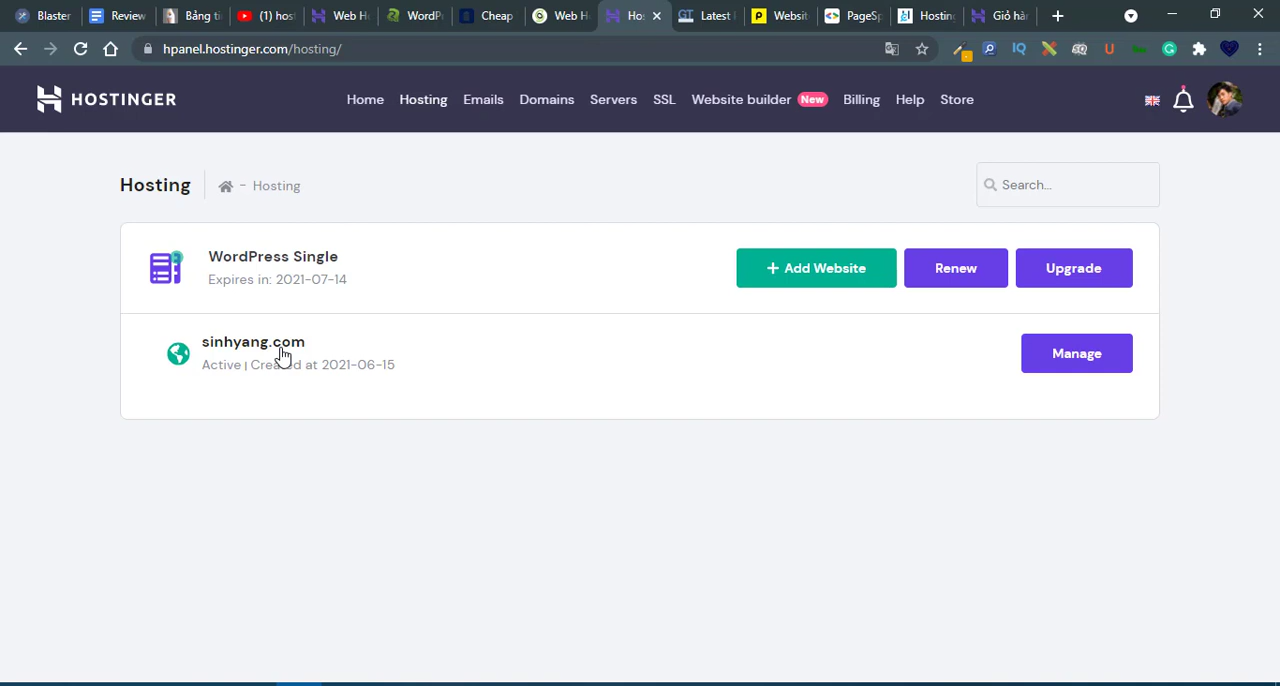 Blaster
Review
Bảng ti
(1) hos
Web H
WordP
Cheap
Web H
Ho
Latest
Websit
PageSp
Hosting
Giỏ hà
hpanel.hostinger.com/hosting/
HOSTINGER
Home
Hosting
Emails
Domains
Servers
SSL
Website builder
New
Billing
Help
Store
Hosting
- Hosting
Search...
WordPress Single
Expires in: 2021-07-14
+ Add Website
Renew
Upgrade
sinhyang.com
Active | Created at 2021-06-15
Manage